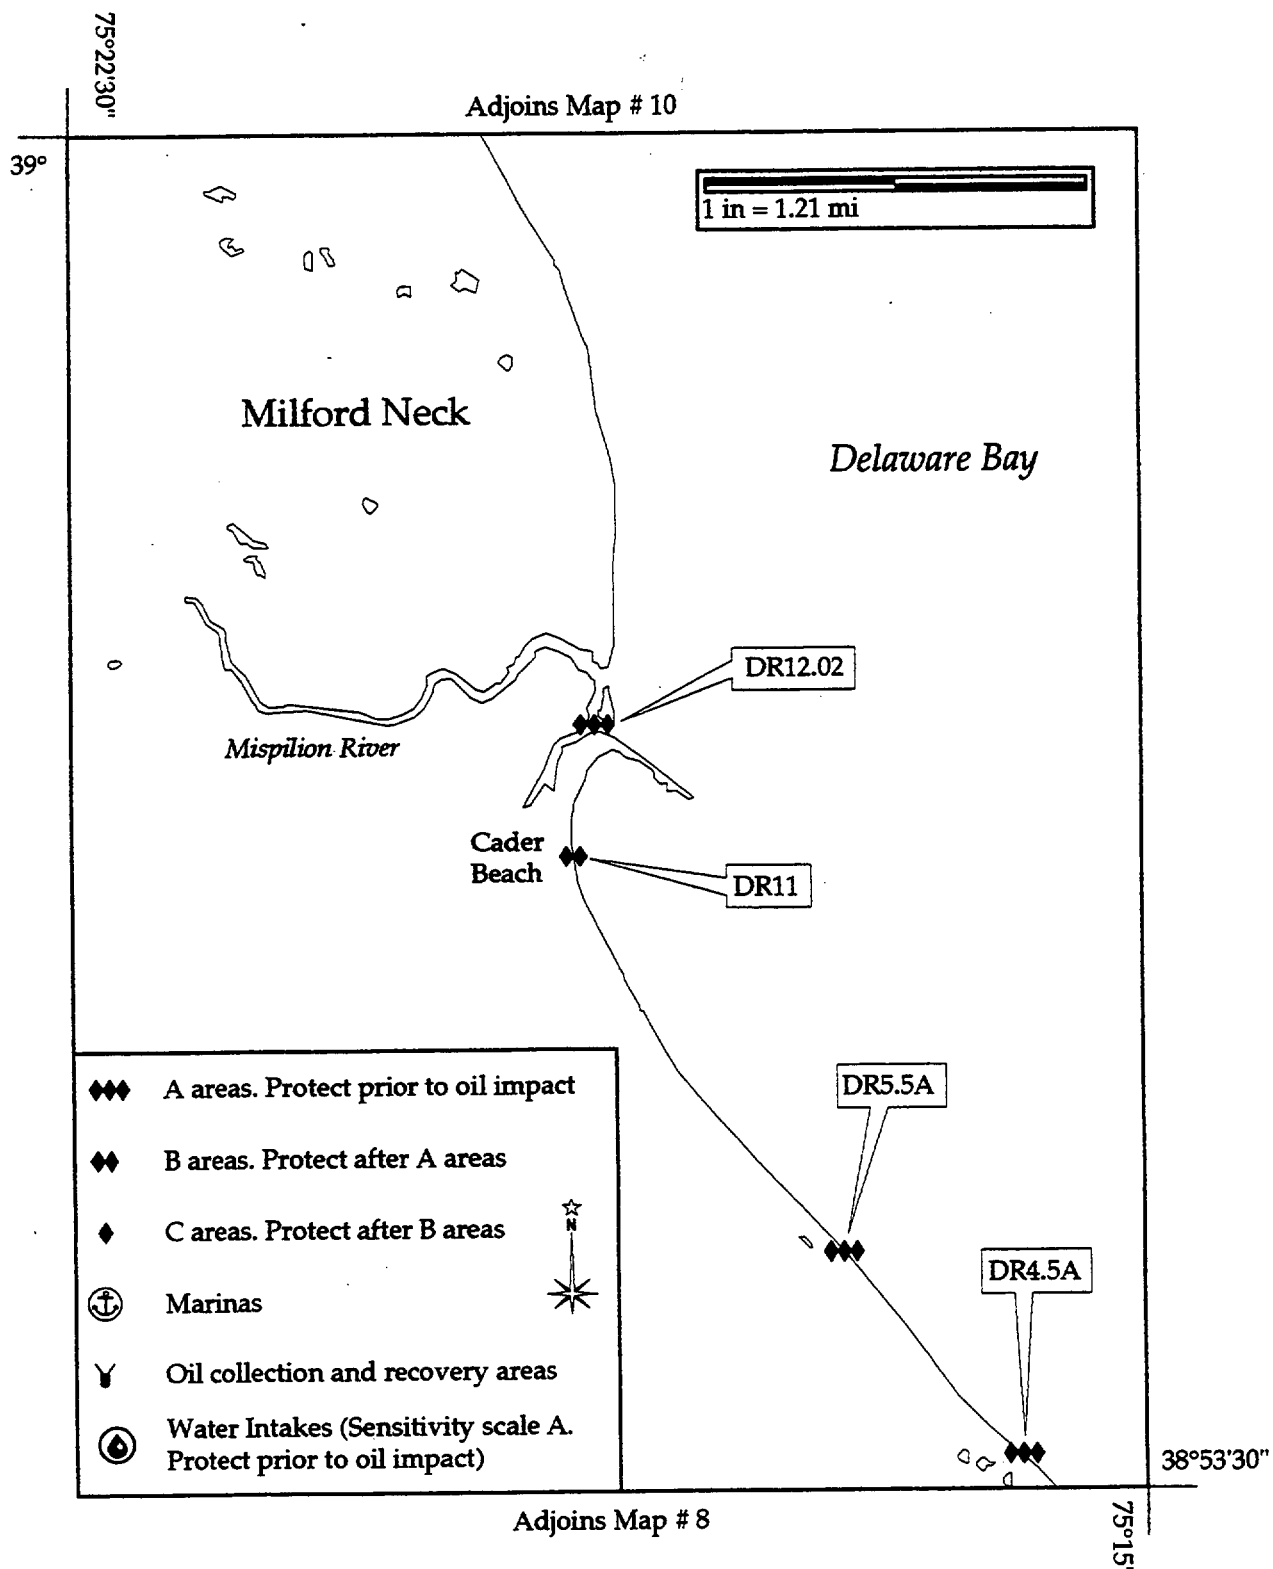 75°22'30"
Adjoins Map # 10
39°
1 in = 1.21 mi
Milford Neck
Delaware Bay
DR12.02
Mispilion River
Cader
Beach
DR11
DR5.5A
DR4.5A
A areas. Protect prior to oil impact
B areas. Protect after A areas
C areas. Protect after B areas
N
Marinas
Oil collection and recovery areas
Water Intakes (Sensitivity scale A.
Protect prior to oil impact)
38°53'30"
Adjoins Map # 8
75°15'